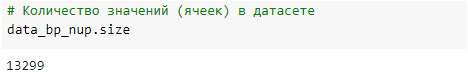 # Количество значений (ячеек) в датасете
data_bp_nup.size
13299